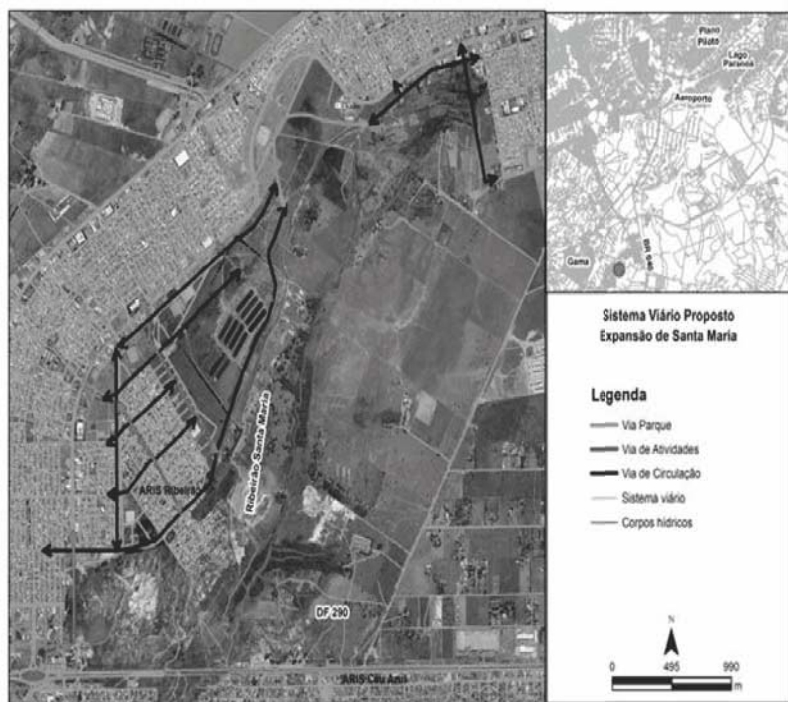 Plano
Piloto
Lago
Paranoá
Aeroporto
BR 040
Gama
Sistema Viário Proposto
Expansão de Santa Maria
Legenda
Via Parque
Via de Atividades
Via de Circulação
Sistema viário
Corpos hídricos
N
0 495 990
m
Ribeirão Santa Maria
ARIS Ribeirão
DF 290
ARIS Céu Azul